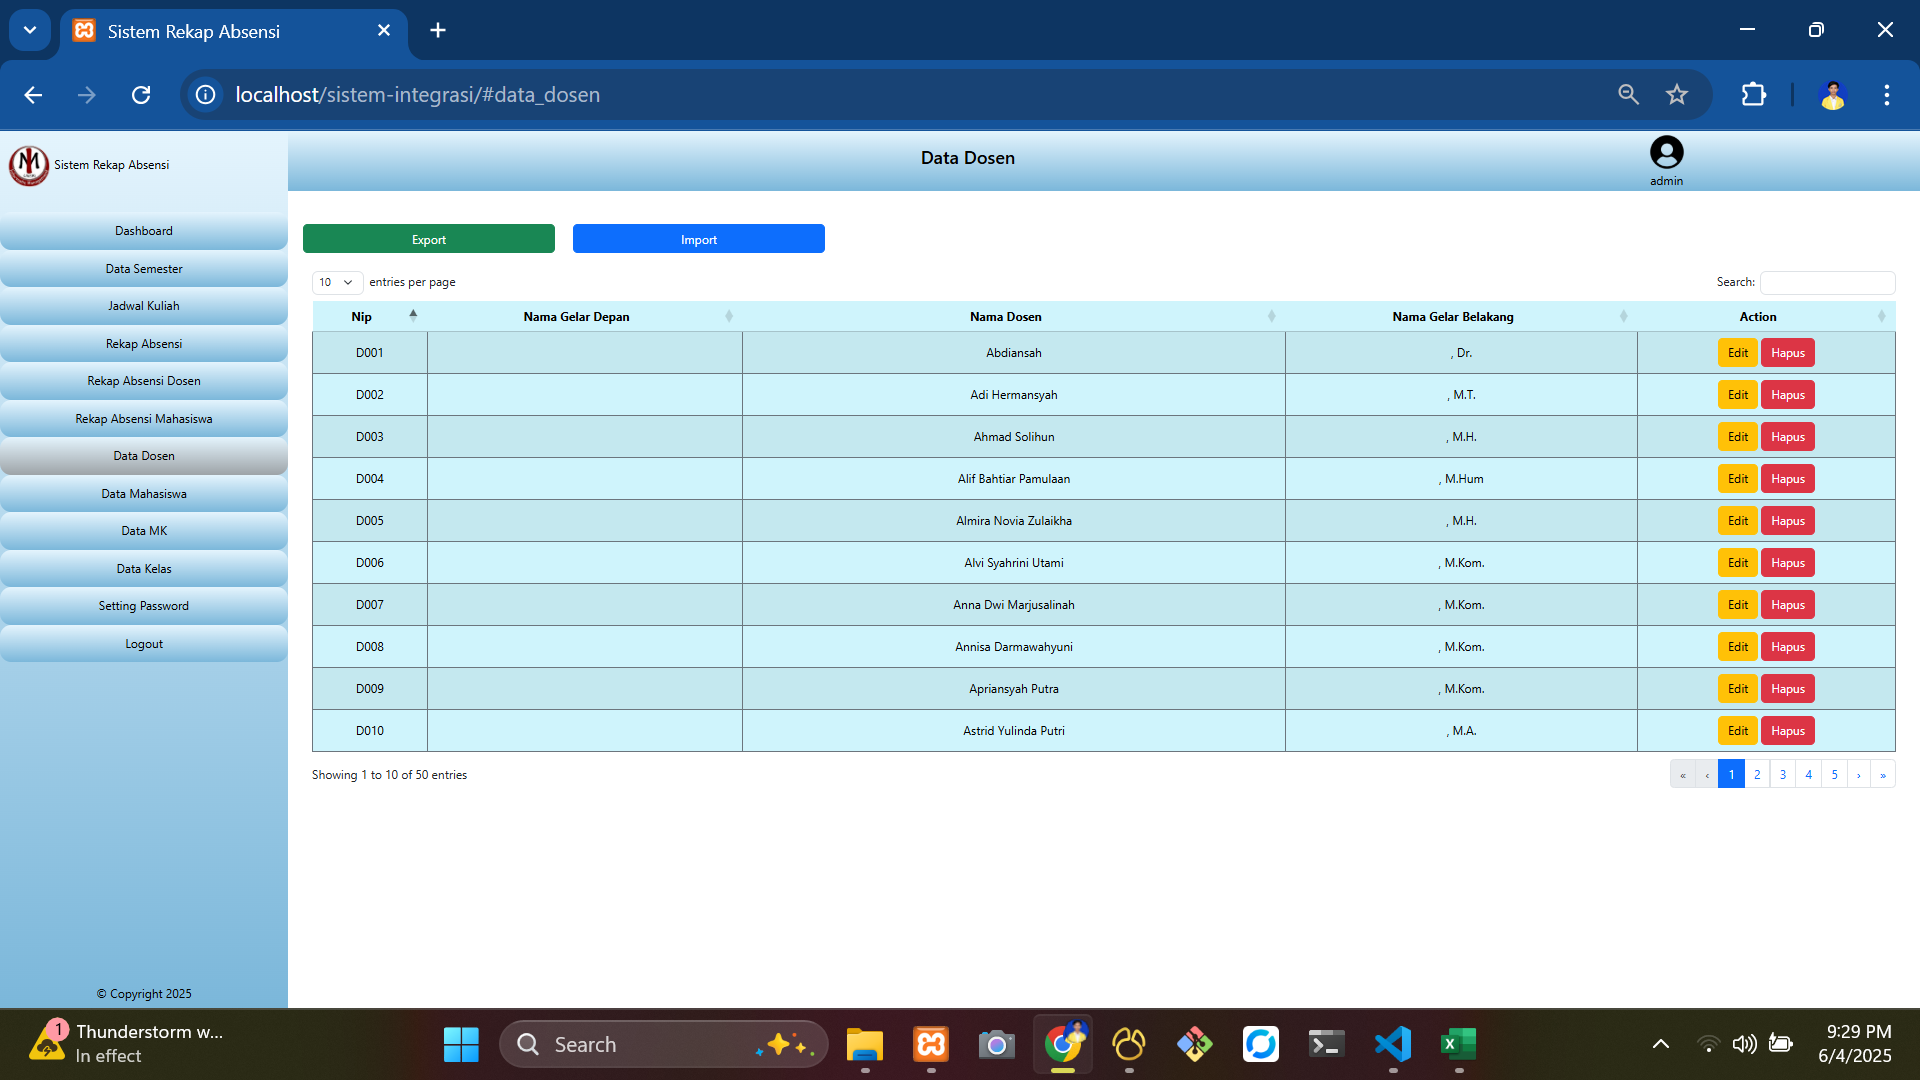 Sistem Rekap Absensi
localhost/sistem-integrasi/#data_dosen
Sistem Rekap Absensi
Data Dosen
admin
Dashboard
Data Semester
Jadwal Kuliah
Rekap Absensi
Rekap Absensi Dosen
Rekap Absensi Mahasiswa
Data Dosen
Data Mahasiswa
Data MK
Data Kelas
Setting Password
Logout
© Copyright 2025
Export Import
10 entries per page Search:
Nip Nama Gelar Depan Nama Dosen Nama Gelar Belakang Action
D001 Abdiansah , Dr. Edit Hapus
D002 Adi Hermansyah , M.T. Edit Hapus
D003 Ahmad Solihun , M.H. Edit Hapus
D004 Alif Bahtiar Pamulaan , M.Hum Edit Hapus
D005 Almira Novia Zulaikha , M.H. Edit Hapus
D006 Alvi Syahrini Utami , M.Kom. Edit Hapus
D007 Anna Dwi Marjusalinah , M.Kom. Edit Hapus
D008 Annisa Darmawahyuni , M.Kom. Edit Hapus
D009 Apriansyah Putra , M.Kom. Edit Hapus
D010 Astrid Yulinda Putri , M.A. Edit Hapus
Showing 1 to 10 of 50 entries « ‹ 1 2 3 4 5 › »
1
Thunderstorm w...
In effect
Search
9:29 PM
6/4/2025